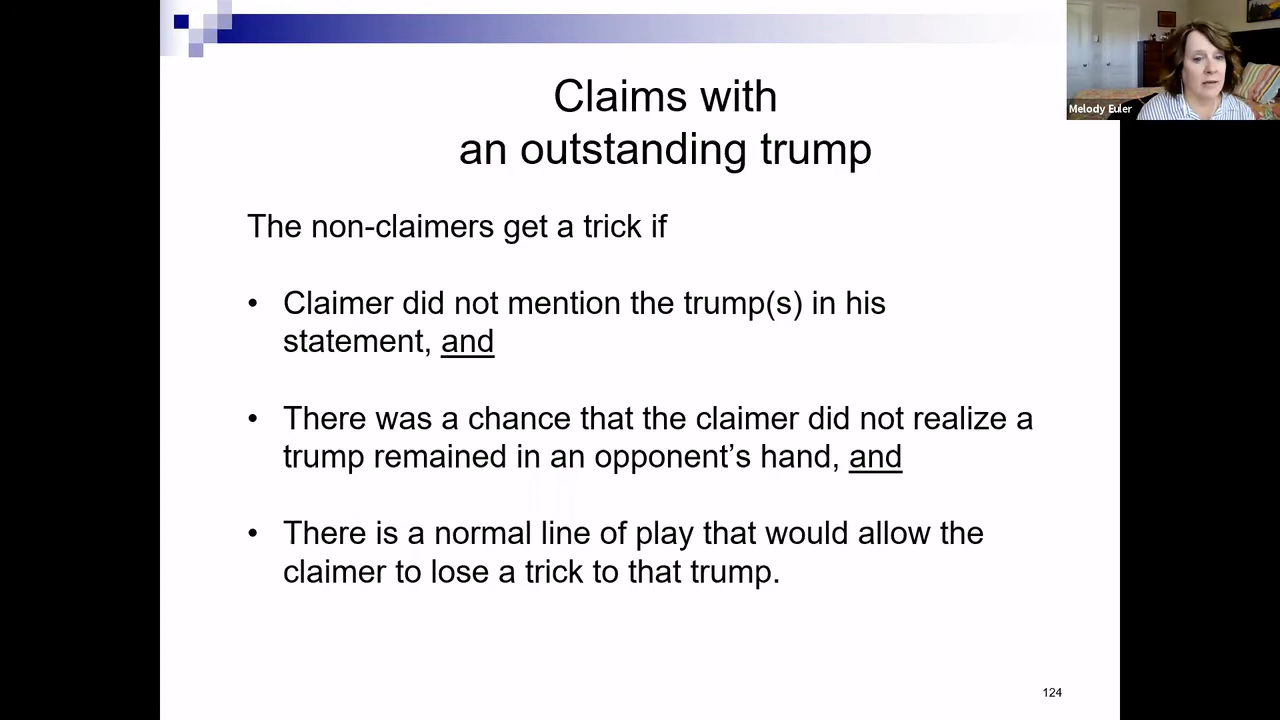 Claims with
an outstanding trump
The non-claimers get a trick if
• Claimer did not mention the trump(s) in his
statement, and
• There was a chance that the claimer did not realize a
trump remained in an opponent’s hand, and
• There is a normal line of play that would allow the
claimer to lose a trick to that trump.
124
Melody Euler